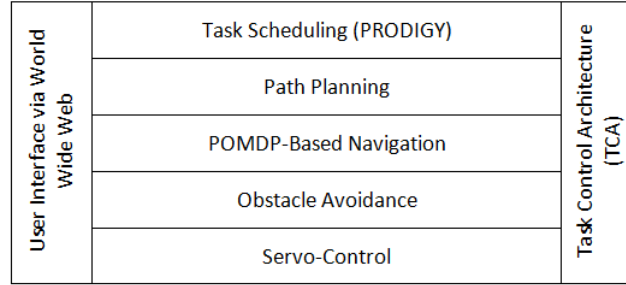 User Interface via World
Wide Web
Task Scheduling (PRODIGY)
Path Planning
POMDP-Based Navigation
Obstacle Avoidance
Servo-Control
Task Control Architecture
(TCA)